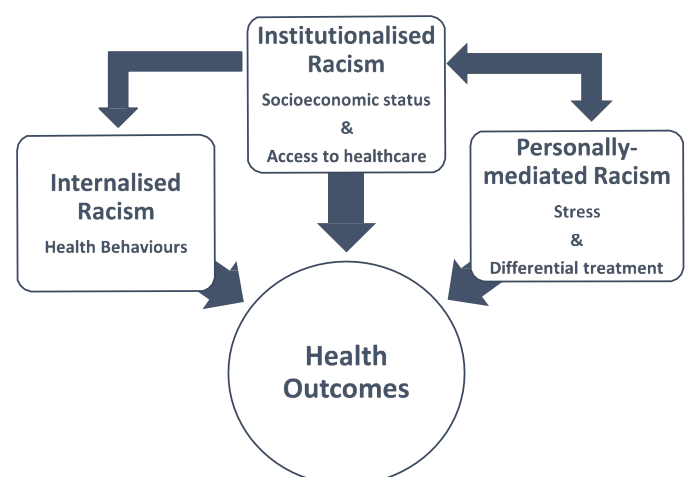 Institutionalised
Racism
Socioeconomic status
&
Access to healthcare
Internalised
Racism
Health Behaviours
Personally-
mediated Racism
Stress
&
Differential treatment
Health
Outcomes